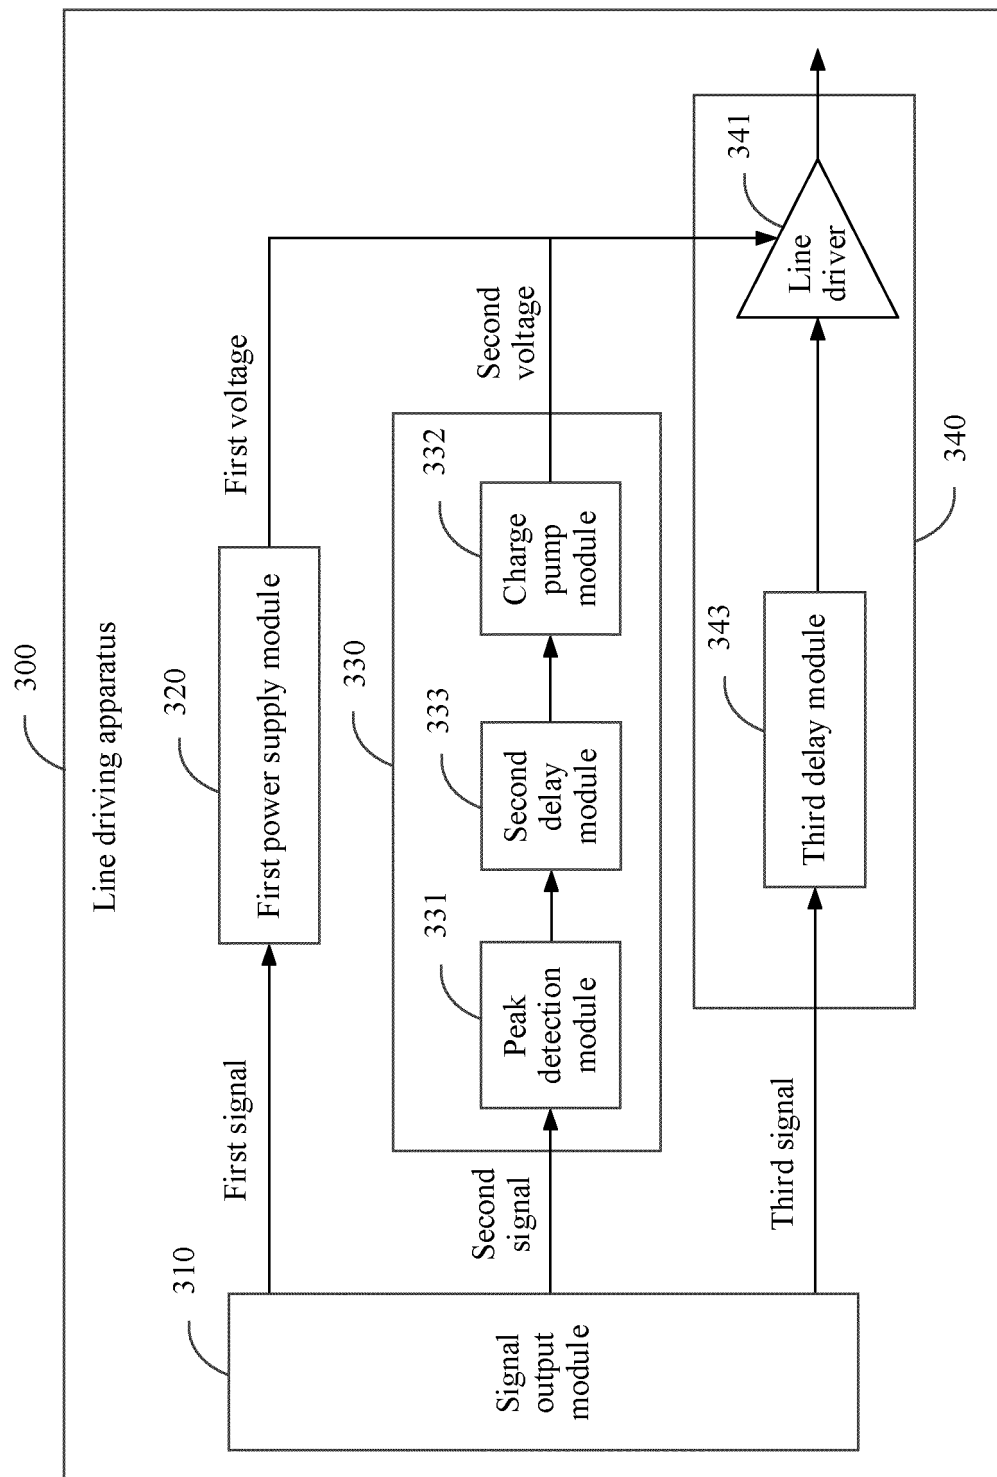 300
Line driving apparatus
310
Signal
output
module
First signal
320
First power supply module
First voltage
Second
signal
330
331
Peak
detection
module
333
Second
delay
module
332
Charge
pump
module
Second
voltage
Third signal
343
Third delay module
341
Line
driver
340